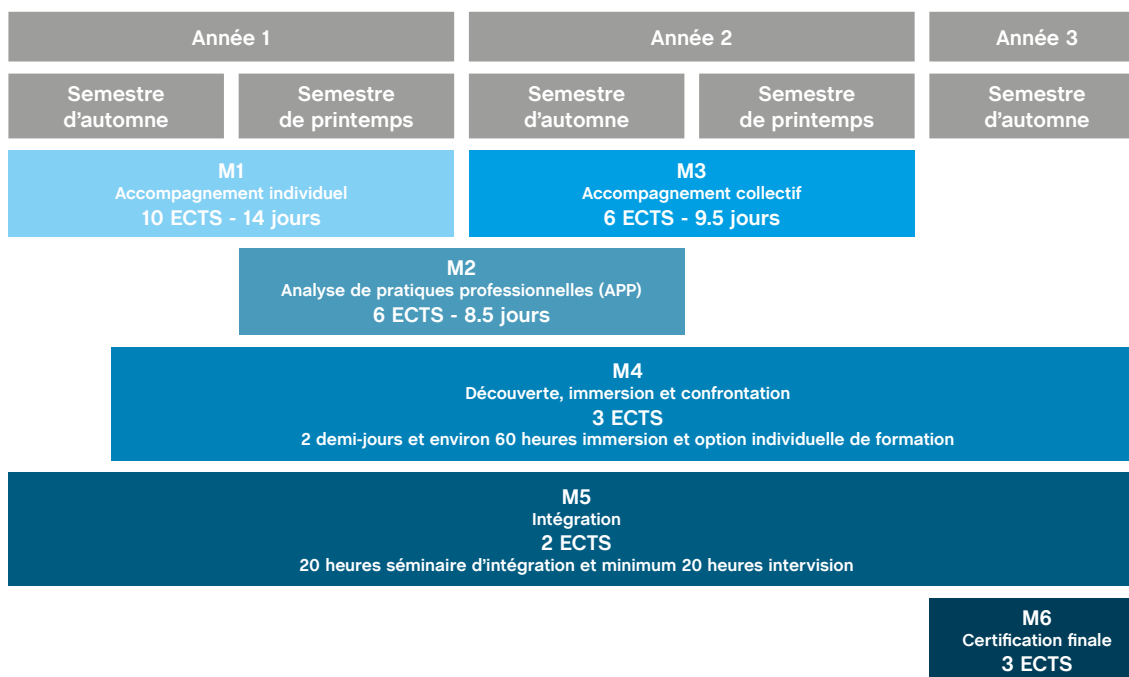 Année 1
Année 2
Année 3
Semestre
d'automne
Semestre
de printemps
Semestre
d'automne
Semestre
de printemps
Semestre
d'automne
M1
Accompagnement individuel
10 ECTS - 14 jours
M3
Accompagnement collectif
6 ECTS - 9.5 jours
M2
Analyse de pratiques professionnelles (APP)
6 ECTS - 8.5 jours
M4
Découverte, immersion et confrontation
3 ECTS
2 demi-jours et environ 60 heures immersion et option individuelle de formation
M5
Intégration
2 ECTS
20 heures séminaire d'intégration et minimum 20 heures intervision
M6
Certification finale
3 ECTS